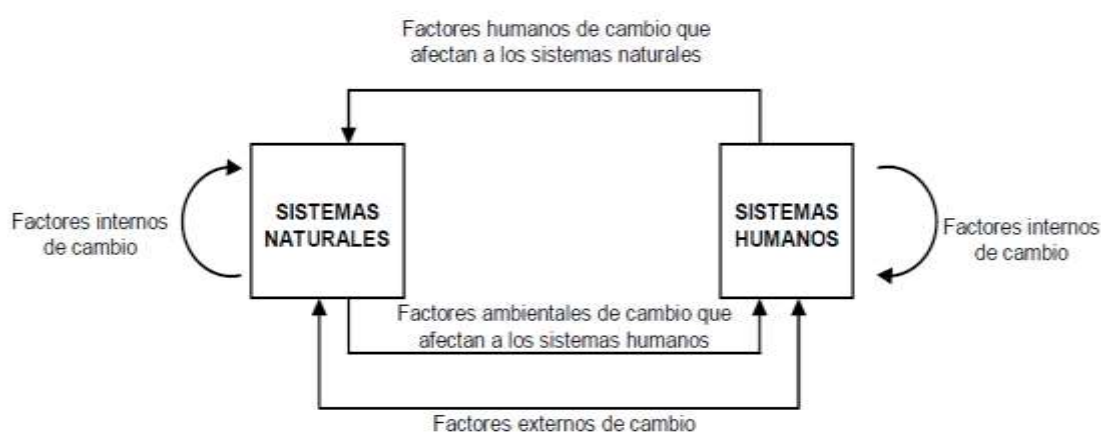 Factores humanos de cambio que
afectan a los sistemas naturales
SISTEMAS
NATURALES
SISTEMAS
HUMANOS
Factores internos
de cambio
Factores internos
de cambio
Factores ambientales de cambio que
afectan a los sistemas humanos
Factores externos de cambio